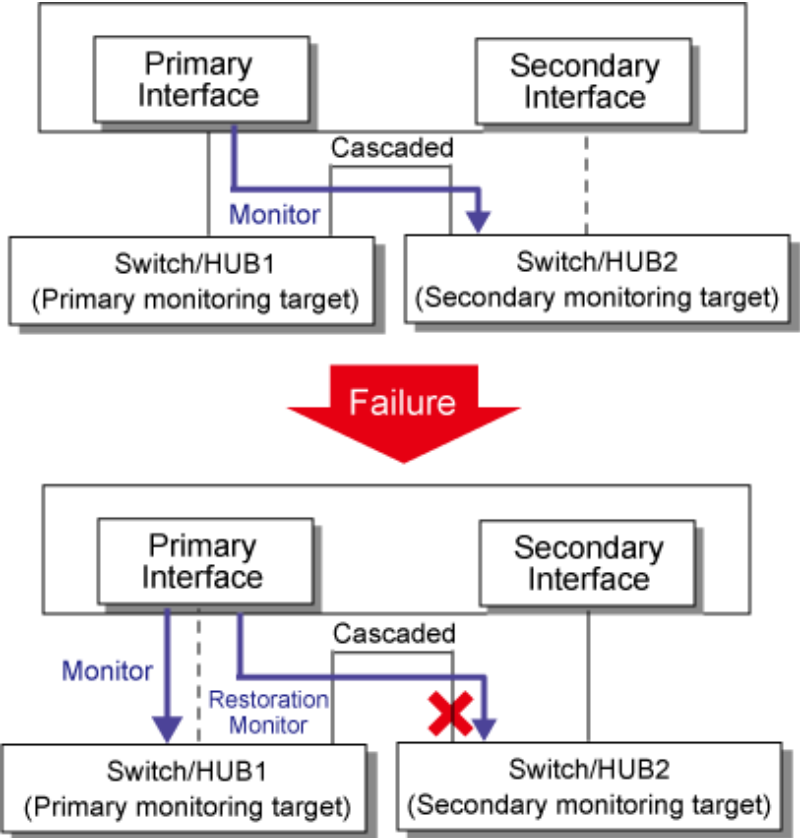 Primary
Interface
Secondary
Interface
Cascaded
Monitor
Switch/HUB1
(Primary monitoring target)
Switch/HUB2
(Secondary monitoring target)
Failure
Primary
Interface
Secondary
Interface
Cascaded
Monitor
Restoration
Monitor
Switch/HUB1
(Primary monitoring target)
Switch/HUB2
(Secondary monitoring target)